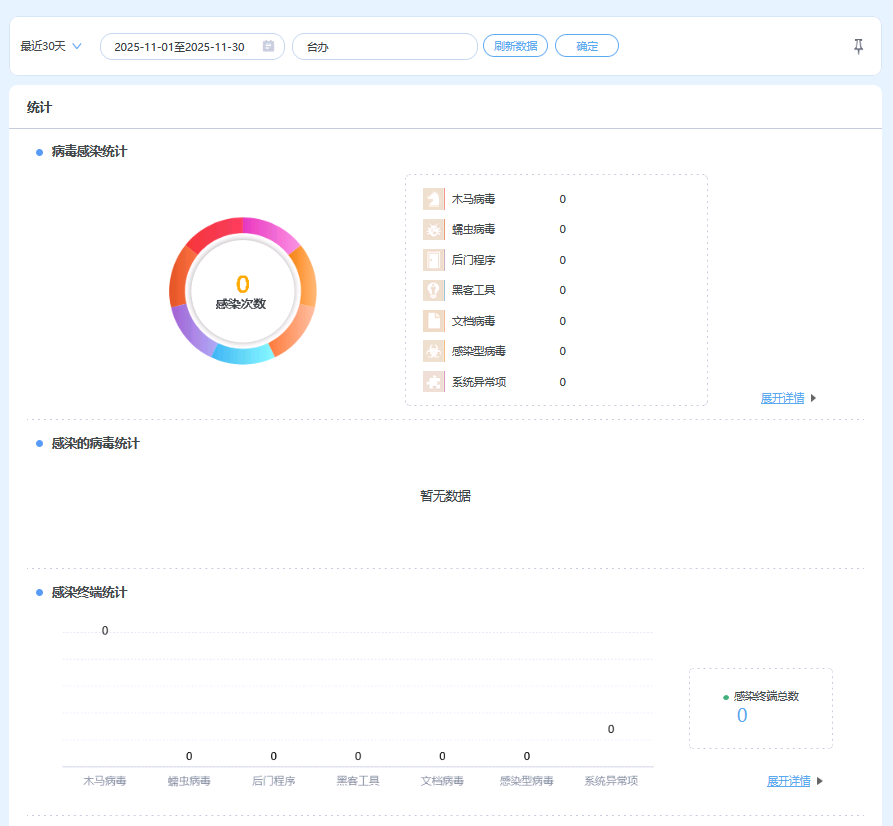 最近30天 2025-11-01至2025-11-30 台办 刷新数据 确定
统计
病毒感染统计
0
感染次数
木马病毒 0
蠕虫病毒 0
后门程序 0
黑客工具 0
文档病毒 0
感染型病毒 0
系统异常项 0
展开详情
感染的病毒统计
暂无数据
感染终端统计
0
0
0 0 0 0 0
木马病毒 蠕虫病毒 后门程序 黑客工具 文档病毒 感染型病毒 系统异常项
感染终端总数
0
展开详情